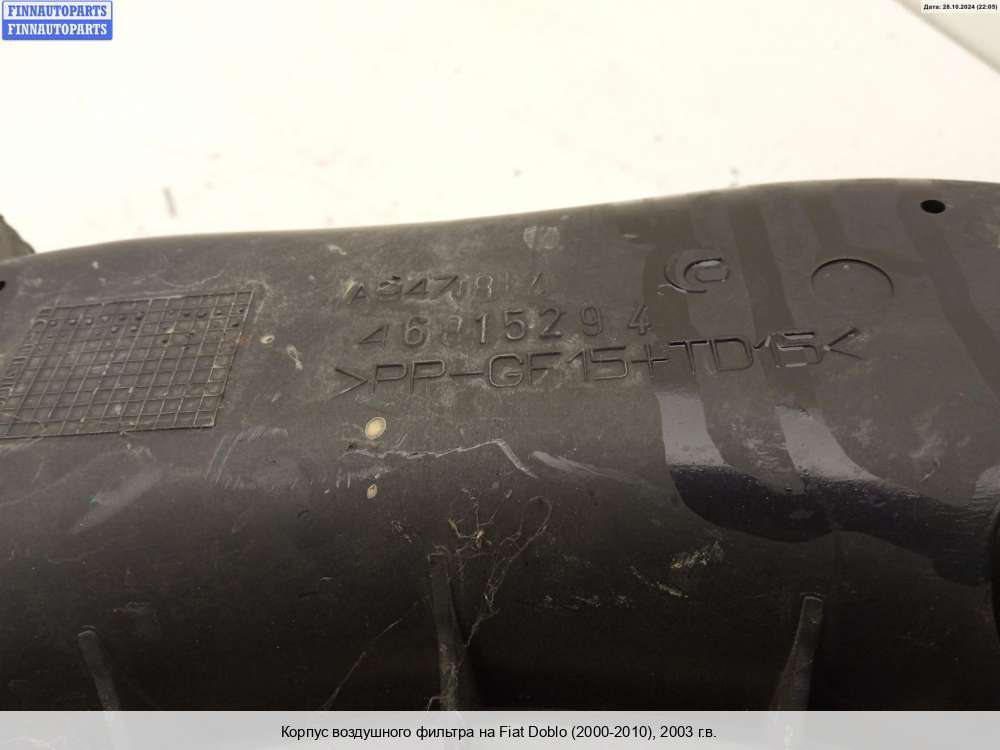 FINNAUTOPARTS
FINNAUTOPARTS
Дата: 28.10.2024 (22:05)
46815294
>PP-GF15+TD15<
Корпус воздушного фильтра на Fiat Doblo (2000-2010), 2003 г.в.